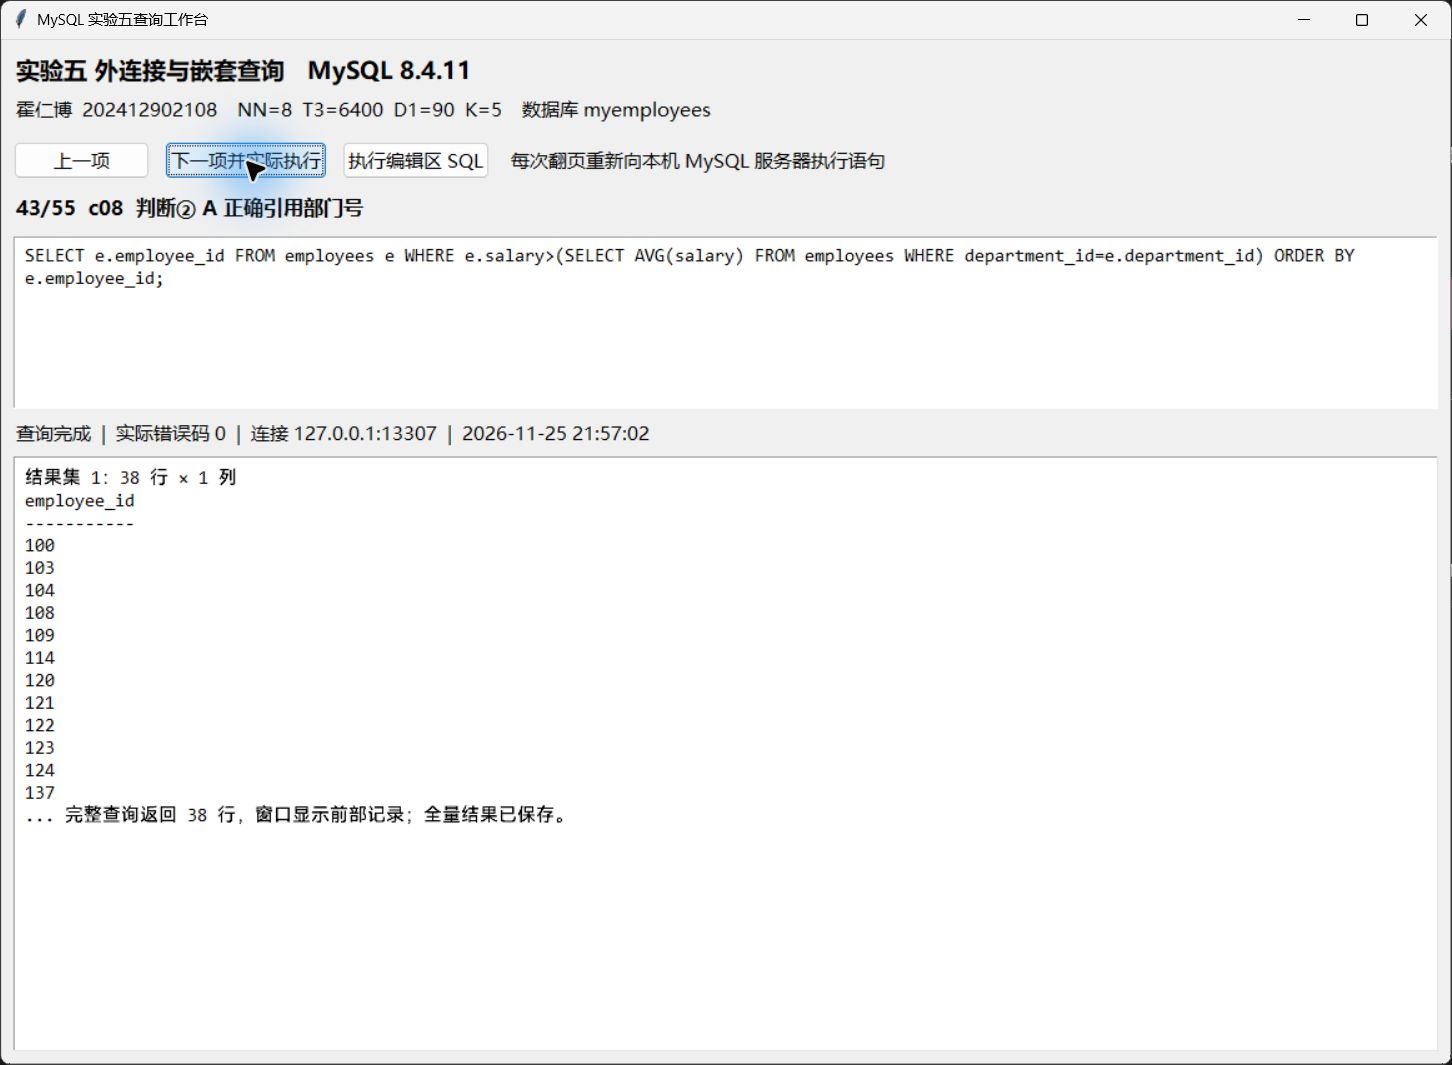 MySQL 实验五查询工作台
实验五 外连接与嵌套查询 MySQL 8.4.11
霍仁博 202412902108 NN=8 T3=6400 D1=90 K=5 数据库 myemployees
上一项 下一项并实际执行 执行编辑区 SQL 每次翻页重新向本机 MySQL 服务器执行语句
43/55 c08 判断② A 正确引用部门号
SELECT e.employee_id FROM employees e WHERE e.salary>(SELECT AVG(salary) FROM employees WHERE department_id=e.department_id) ORDER BY
e.employee_id;
查询完成 | 实际错误码 0 | 连接 127.0.0.1:13307 | 2026-11-25 21:57:02
结果集 1: 38 行 × 1 列
employee_id
-----------
100
103
104
108
109
114
120
121
122
123
124
137
... 完整查询返回 38 行，窗口显示前部记录；全量结果已保存。